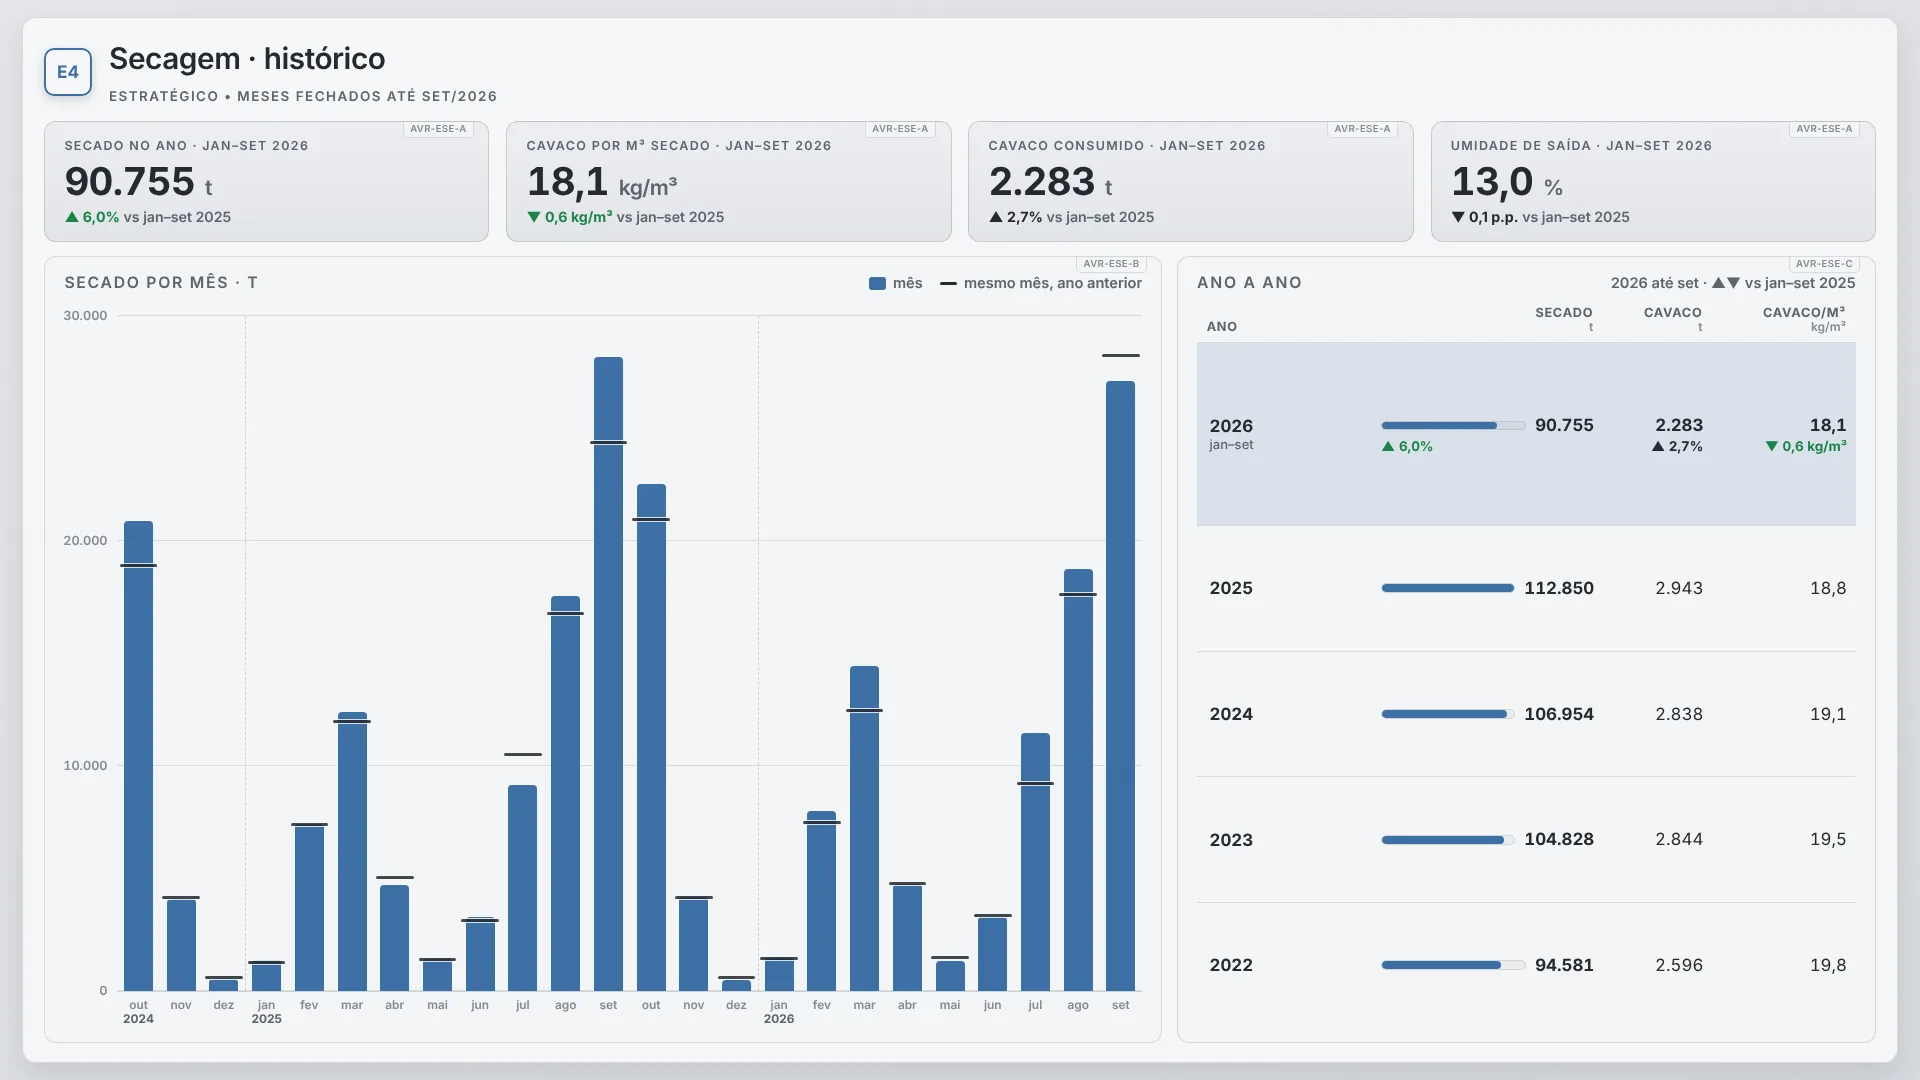 E4
Secagem · histórico
ESTRATÉGICO • MESES FECHADOS ATÉ SET/2026
AVR-ESE-A
SECADO NO ANO · JAN–SET 2026
90.755 t
▲ 6,0% vs jan–set 2025
AVR-ESE-A
CAVACO POR M³ SECADO · JAN–SET 2026
18,1 kg/m³
▼ 0,6 kg/m³ vs jan–set 2025
AVR-ESE-A
CAVACO CONSUMIDO · JAN–SET 2026
2.283 t
▲ 2,7% vs jan–set 2025
AVR-ESE-A
UMIDADE DE SAÍDA · JAN–SET 2026
13,0 %
▼ 0,1 p.p. vs jan–set 2025
AVR-ESE-B
SECADO POR MÊS · T
mês mesmo mês, ano anterior
30.000
20.000
10.000
0
out nov dez jan fev mar abr mai jun jul ago set out nov dez jan fev mar abr mai jun jul ago set
2024 2025 2026
AVR-ESE-C
ANO A ANO
2026 até set · ▲▼ vs jan–set 2025
ANO SECADO t CAVACO t CAVACO/M³ kg/m³
2026 90.755 2.283 18,1
jan–set ▲ 6,0% ▲ 2,7% ▼ 0,6 kg/m³
2025 112.850 2.943 18,8
2024 106.954 2.838 19,1
2023 104.828 2.844 19,5
2022 94.581 2.596 19,8